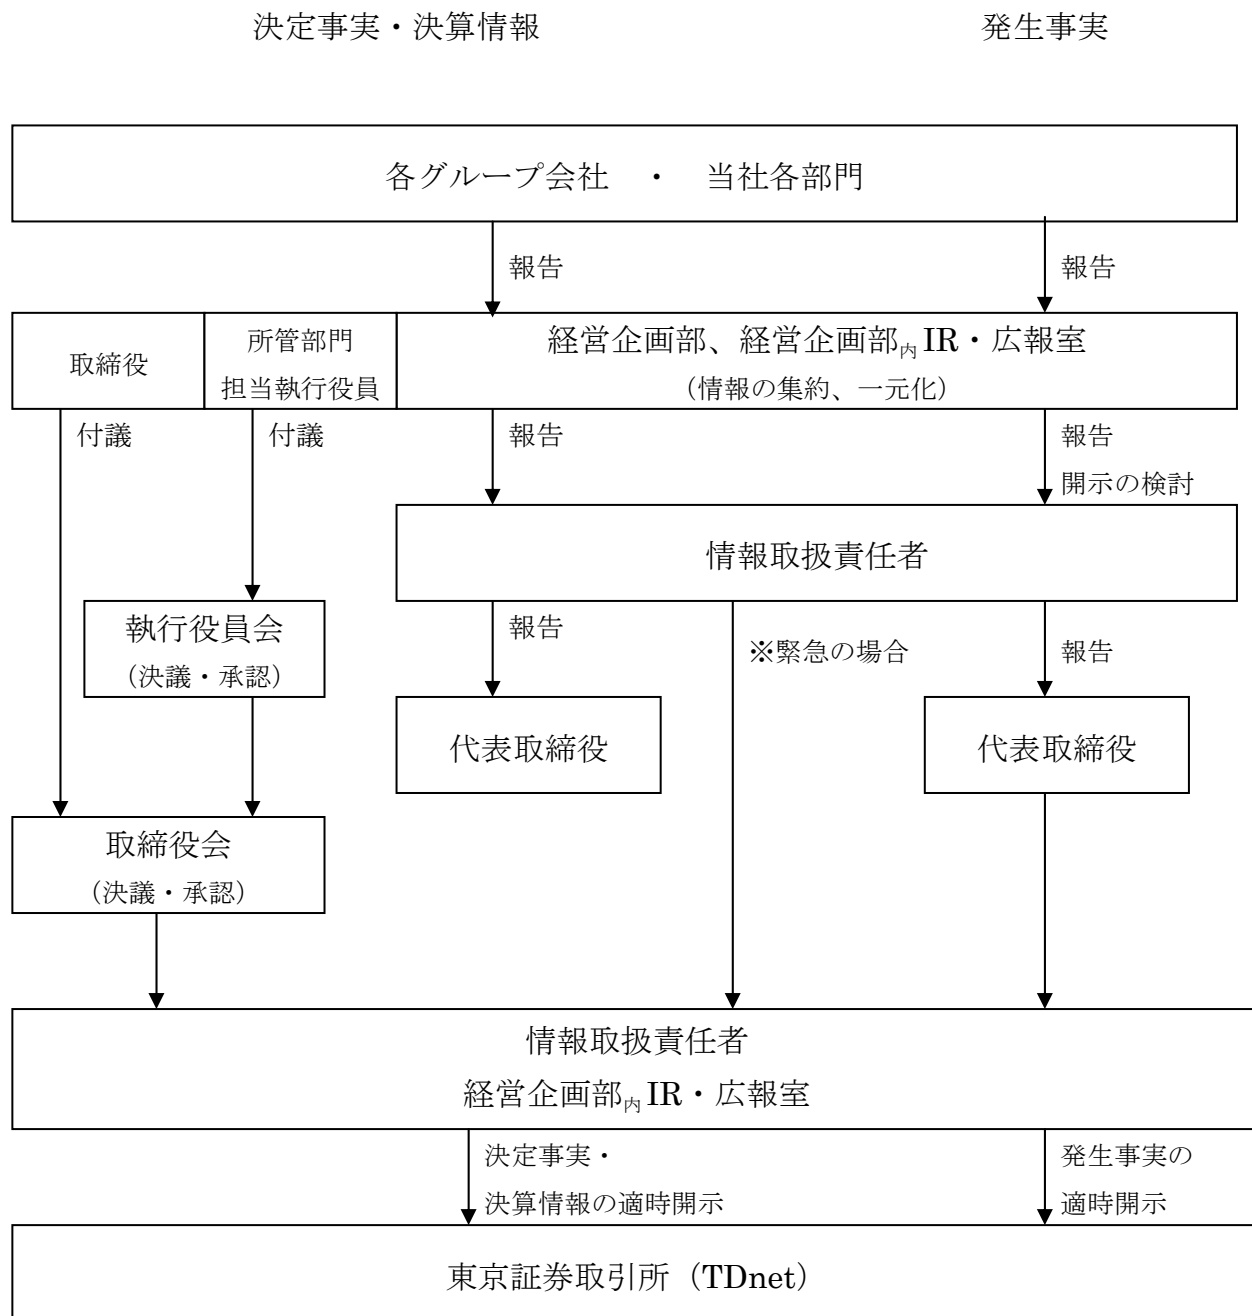 決定事実・決算情報
発生事実
各グループ会社　・　当社各部門
報告
報告
取締役
所管部門
担当執行役員
経営企画部、経営企画部内IR・広報室
（情報の集約、一元化）
付議
付議
報告
報告
開示の検討
情報取扱責任者
執行役員会
（決議・承認）
報告
※緊急の場合
報告
代表取締役
代表取締役
取締役会
（決議・承認）
情報取扱責任者
経営企画部内IR・広報室
決定事実・
決算情報の適時開示
発生事実の
適時開示
東京証券取引所（TDnet）